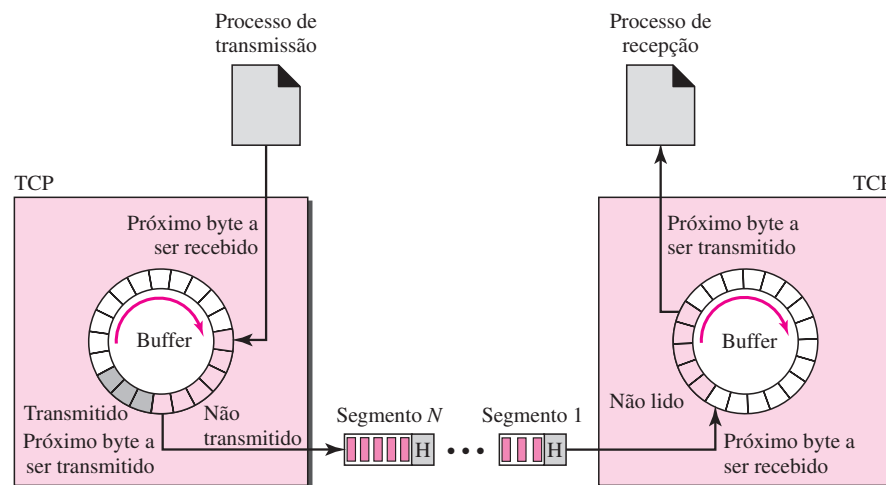 Processo de
transmissão
Processo de
recepção
TCP
TCP
Próximo byte a
ser recebido
Próximo byte a
ser transmitido
Buffer
Buffer
Transmitido
Não
transmitido
Próximo byte a
ser transmitido
Segmento N
Segmento 1
H
H
Não lido
Próximo byte a
ser recebido